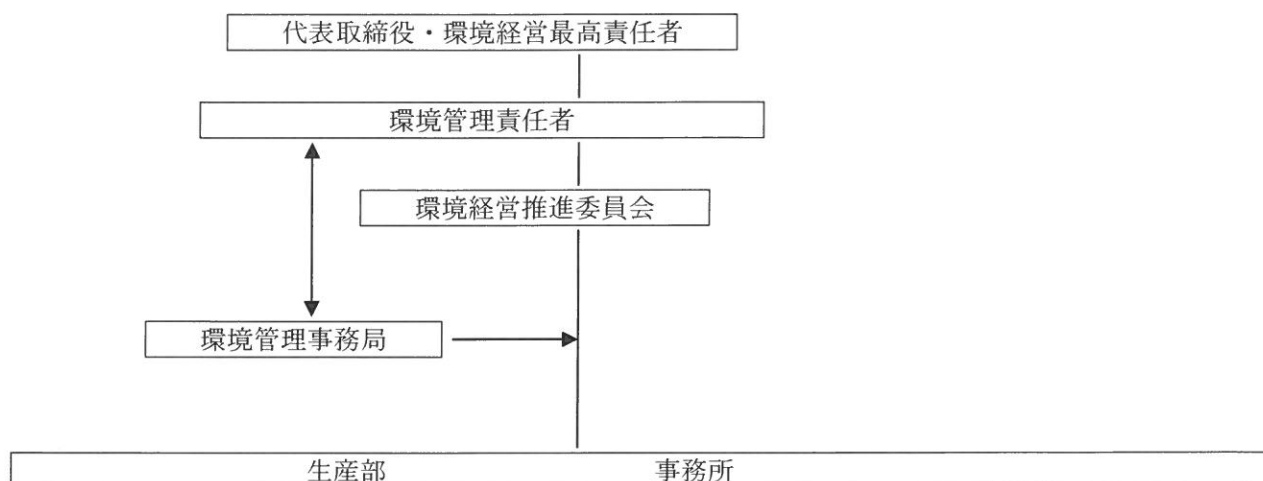 代表取締役・環境経営最高責任者
環境管理責任者
環境経営推進委員会
環境管理事務局
生産部 事務所